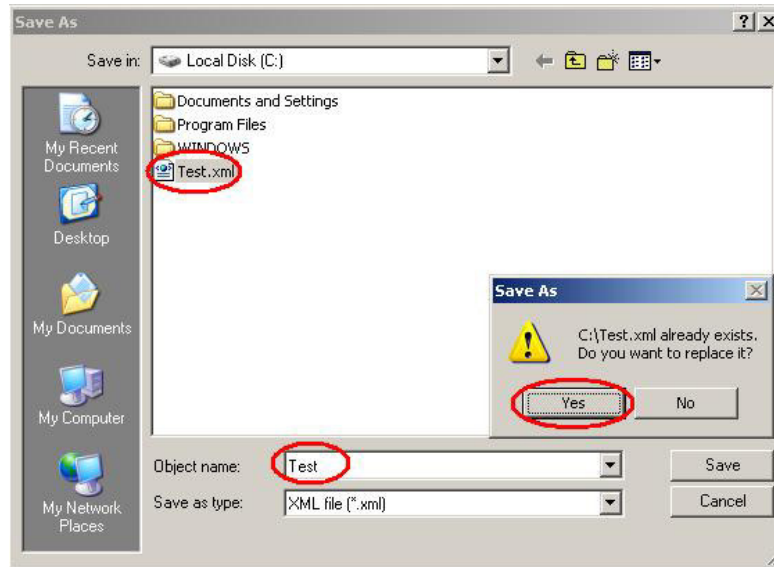 Save As
Save in:
Local Disk (C:)
My Recent
Documents
Desktop
My Documents
My Computer
My Network
Places
Documents and Settings
Program Files
WINDOWS
Test.xml
Save As
C:\Test.xml already exists.
Do you want to replace it?
Yes
No
Object name:
Test
Save
Save as type:
XML file (*.xml)
Cancel